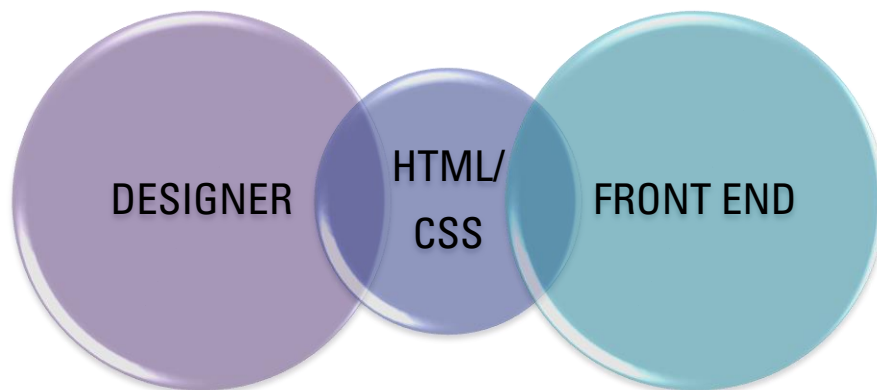 DESIGNER
HTML/
CSS
FRONT END